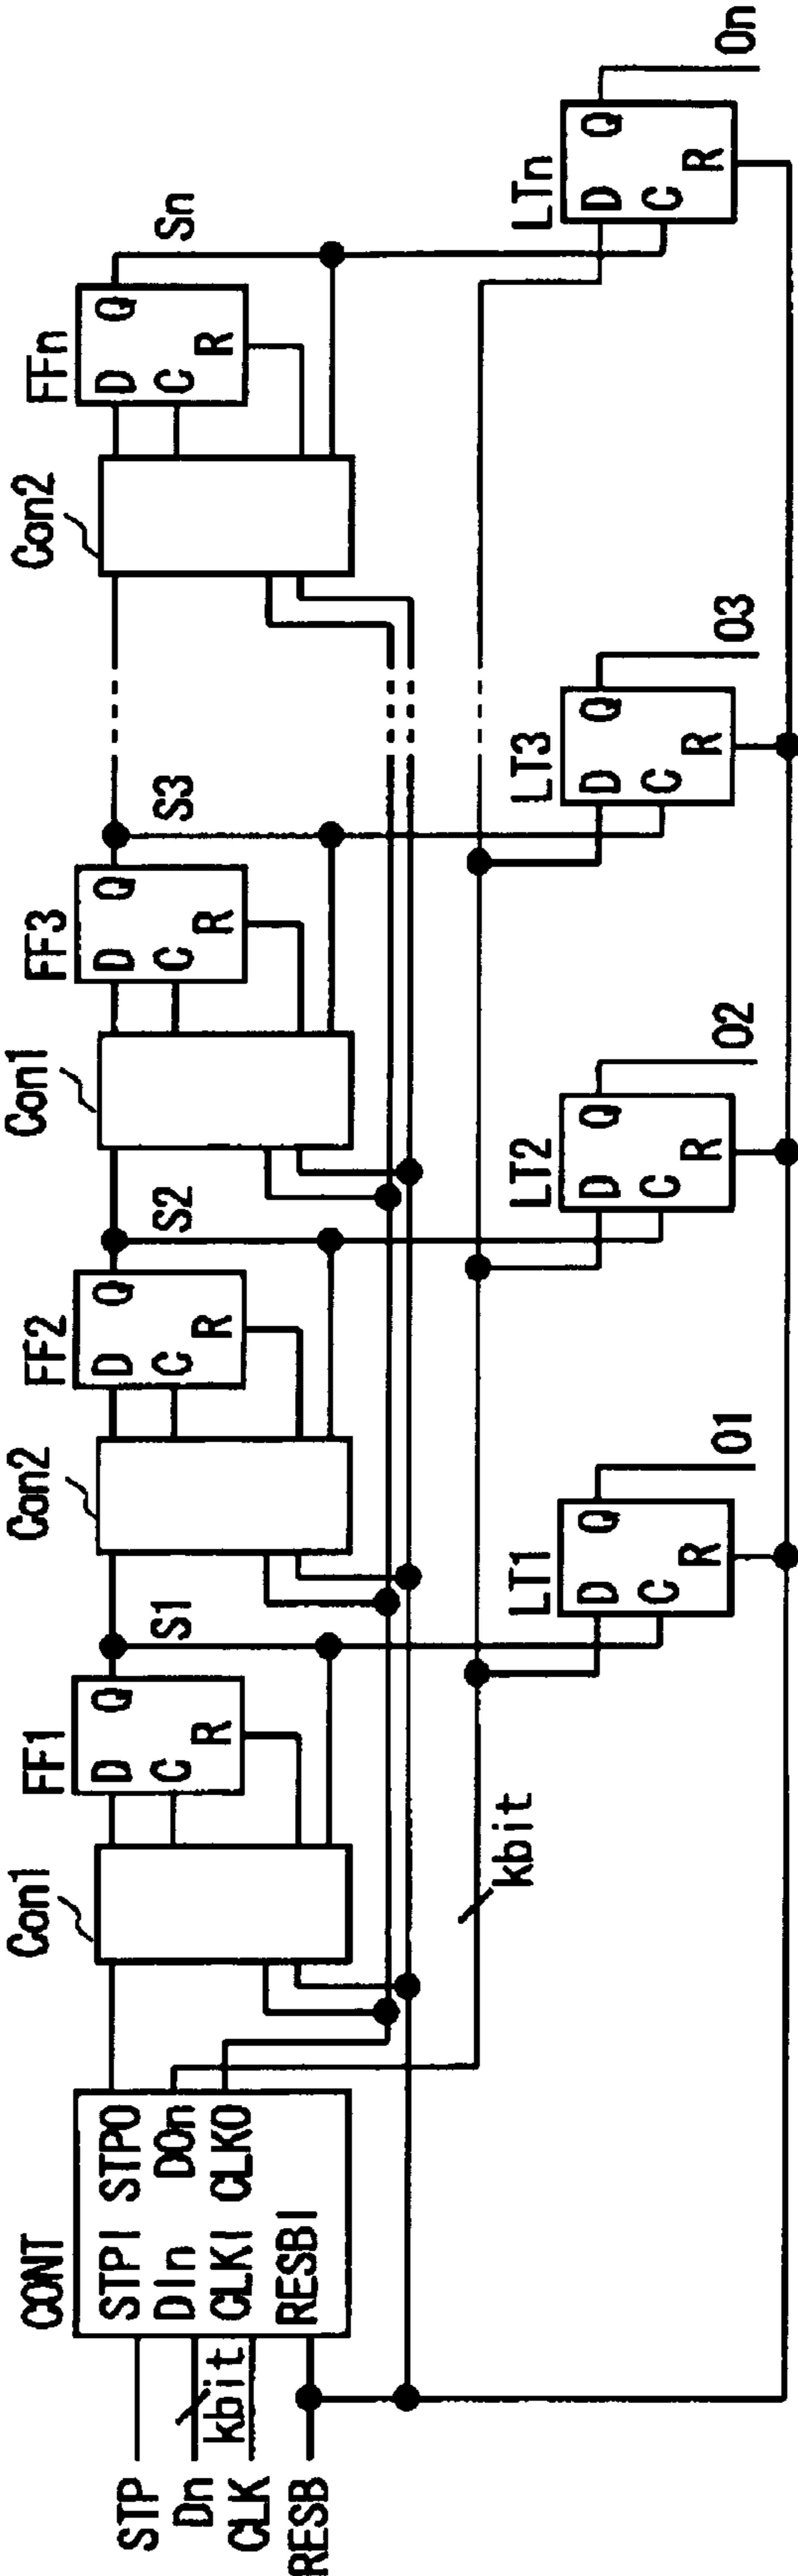 CONT
STP
Dn
kbit
CLK
RESB
STPI STPO
DIn DOn
CLKI CLKO
RESBI
Con1
FF1
D Q
C
R
S1
Con2
FF2
D Q
C
R
S2
Con1
FF3
D Q
C
R
S3
Con2
FFn
D Q
C
R
Sn
kbit
LT1
D Q
C
R
O1
LT2
D Q
C
R
O2
LT3
D Q
C
R
O3
LTn
D Q
C
R
On